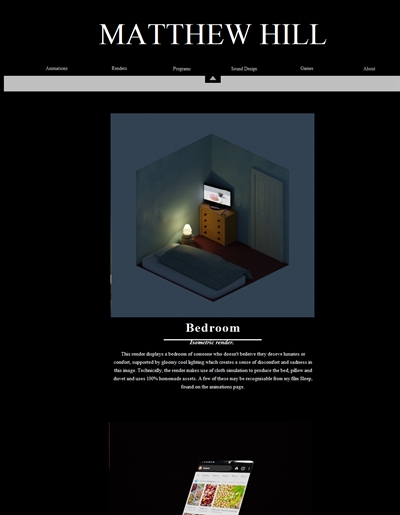 MATTHEW HILL
Animations Renders Programs Sound Design Games About
Bedroom
Isometric render.
This render displays a bedroom of someone who doesn't believe they deserve luxuries or
comfort, supported by gloomy cool lighting which creates a sense of discomfort and sadness in
this image. Technically, the render makes use of cloth simulation to produce the bed, pillow and
duvet and uses 100% homemade assets. A few of these may be recognisable from my film Sleep,
found on the animations page.